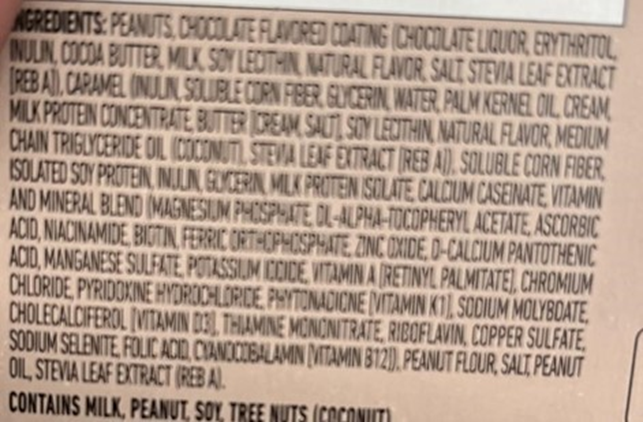 INGREDIENTS: PEANUTS, CHOCOLATE FLAVORED COATING (CHOCOLATE LIQUOR, ERYTHRITOL,
INULIN, COCOA BUTTER, MILK, SOY LECITHIN, NATURAL FLAVOR, SALT, STEVIA LEAF EXTRACT
[REB A]), CARAMEL (INULIN, SOLUBLE CORN FIBER, GLYCERIN, WATER, PALM KERNEL OIL, CREAM,
MILK PROTEIN CONCENTRATE, BUTTER [CREAM, SALT], SOY LECITHIN, NATURAL FLAVOR, MEDIUM
CHAIN TRIGLYCERIDE OIL [COCONUT], STEVIA LEAF EXTRACT [REB A]), SOLUBLE CORN FIBER,
ISOLATED SOY PROTEIN, INULIN, GLYCERIN, MILK PROTEIN ISOLATE, CALCIUM CASEINATE, VITAMIN
AND MINERAL BLEND (MAGNESIUM PHOSPHATE, DL-ALPHA-TOCOPHERYL ACETATE, ASCORBIC
ACID, NIACINAMIDE, BIOTIN, FERRIC ORTHOPHOSPHATE, ZINC OXIDE, D-CALCIUM PANTOTHENIC
ACID, MANGANESE SULFATE, POTASSIUM IODIDE, VITAMIN A [RETINYL PALMITATE], CHROMIUM
CHLORIDE, PYRIDOXINE HYDROCHLORIDE, PHYTONADIONE [VITAMIN K1], SODIUM MOLYBDATE,
CHOLECALCIFEROL [VITAMIN D3], THIAMINE MONONITRATE, RIBOFLAVIN, COPPER SULFATE,
SODIUM SELENITE, FOLIC ACID, CYANOCOBALAMIN [VITAMIN B12]), PEANUT FLOUR, SALT, PEANUT
OIL, STEVIA LEAF EXTRACT (REB A).
CONTAINS MILK, PEANUT, SOY, TREE NUTS (COCONUT)